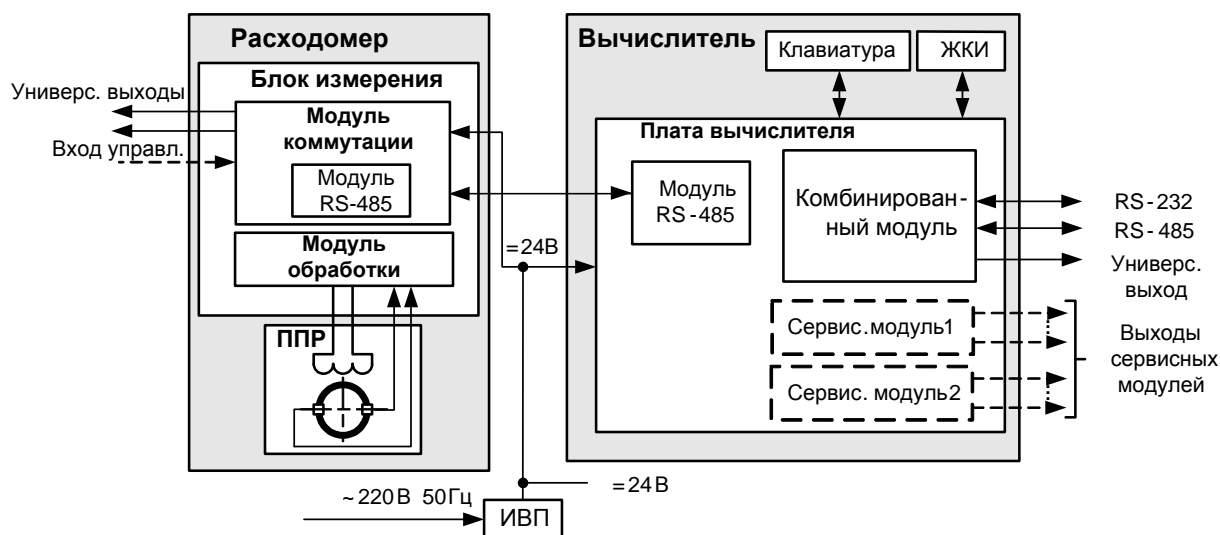 Расходомер
Блок измерения
Универс. выходы
Вход управл.
Модуль
коммутации
Модуль
RS-485
Модуль
обработки
ППР
=24В
Вычислитель
Клавиатура
ЖКИ
Плата вычислителя
Модуль
RS-485
Комбинирован-
ный модуль
RS-232
RS-485
Универс.
выход
Сервис.модуль1
Сервис. модуль2
Выходы
сервисных
модулей
~220В 50Гц
ИВП
=24В